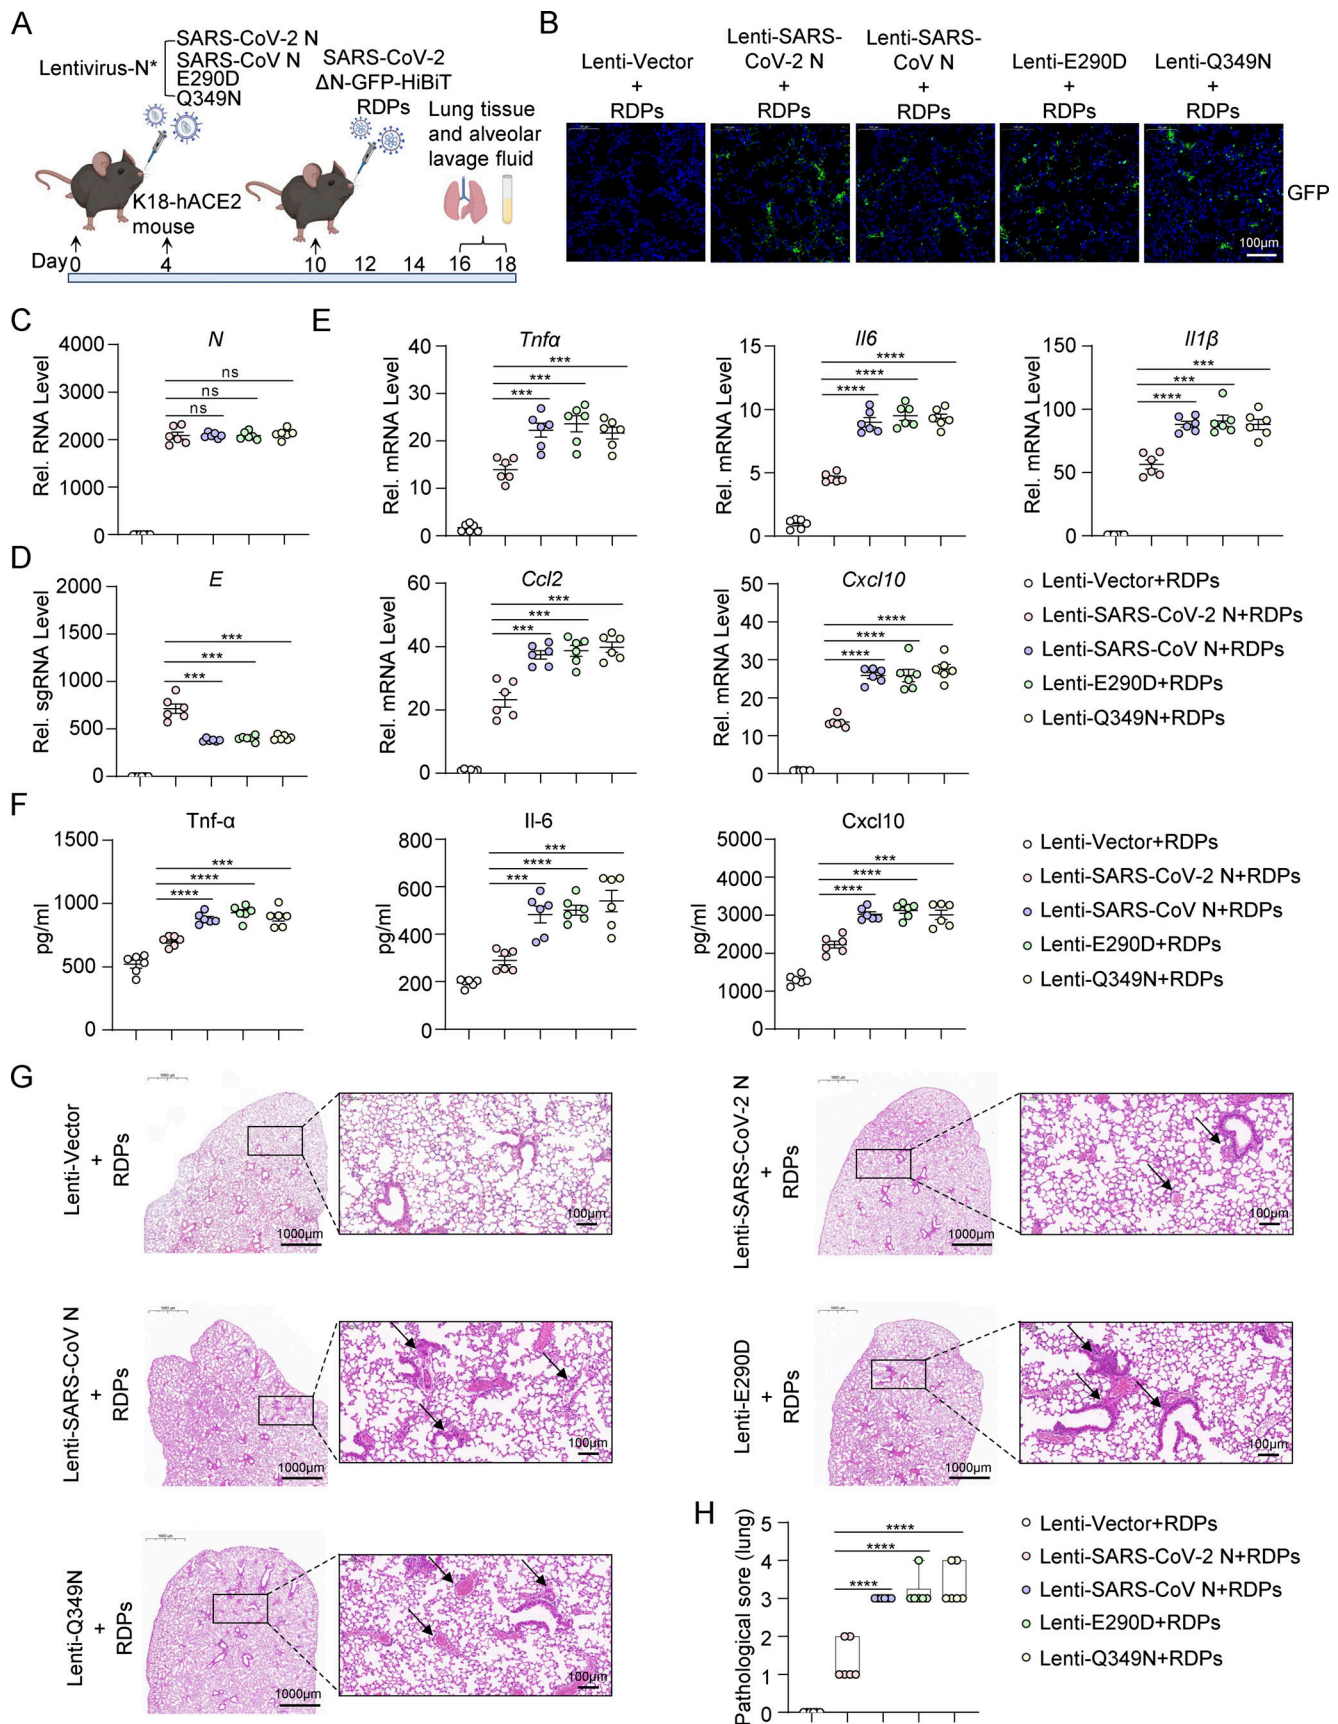 A
Lentivirus-N*
SARS-CoV-2 N
SARS-CoV N
E290D
Q349N
SARS-CoV-2
ΔN-GFP-HiBiT
RDPs
Lung tissue
and alveolar
lavage fluid
K18-hACE2
mouse
Day 0 4 10 12 14 16 18
B
Lenti-Vector
+
RDPs
Lenti-SARS-
CoV-2 N
+
RDPs
Lenti-SARS-
CoV N
+
RDPs
Lenti-E290D
+
RDPs
Lenti-Q349N
+
RDPs
GFP
100μm
C
N
Rel. RNA Level
4000
3000
2000
1000
0
ns
ns
ns
D
E
Rel. sgRNA Level
2000
1500
1000
500
0
***
***
***
E
Tnfα
Rel. mRNA Level
40
30
20
10
0
***
***
***
Il6
Rel. mRNA Level
15
10
5
0
****
****
****
Il1β
Rel. mRNA Level
150
100
50
0
***
***
****
Ccl2
Rel. mRNA Level
60
40
20
0
***
***
***
Cxcl10
Rel. mRNA Level
50
40
30
20
10
0
****
****
****
Lenti-Vector+RDPs
Lenti-SARS-CoV-2 N+RDPs
Lenti-SARS-CoV N+RDPs
Lenti-E290D+RDPs
Lenti-Q349N+RDPs
F
Tnf-α
pg/ml
1500
1000
500
0
***
****
****
Il-6
pg/ml
800
600
400
200
0
***
****
***
Cxcl10
pg/ml
5000
4000
3000
2000
1000
0
***
****
****
Lenti-Vector+RDPs
Lenti-SARS-CoV-2 N+RDPs
Lenti-SARS-CoV N+RDPs
Lenti-E290D+RDPs
Lenti-Q349N+RDPs
G
Lenti-Vector
+
RDPs
1000μm
100μm
Lenti-SARS-CoV-2 N
+
RDPs
1000μm
100μm
Lenti-SARS-CoV N
+
RDPs
1000μm
100μm
Lenti-E290D
+
RDPs
1000μm
100μm
Lenti-Q349N
+
RDPs
1000μm
100μm
H
Pathological sore (lung)
5
4
3
2
1
0
****
****
****
Lenti-Vector+RDPs
Lenti-SARS-CoV-2 N+RDPs
Lenti-SARS-CoV N+RDPs
Lenti-E290D+RDPs
Lenti-Q349N+RDPs